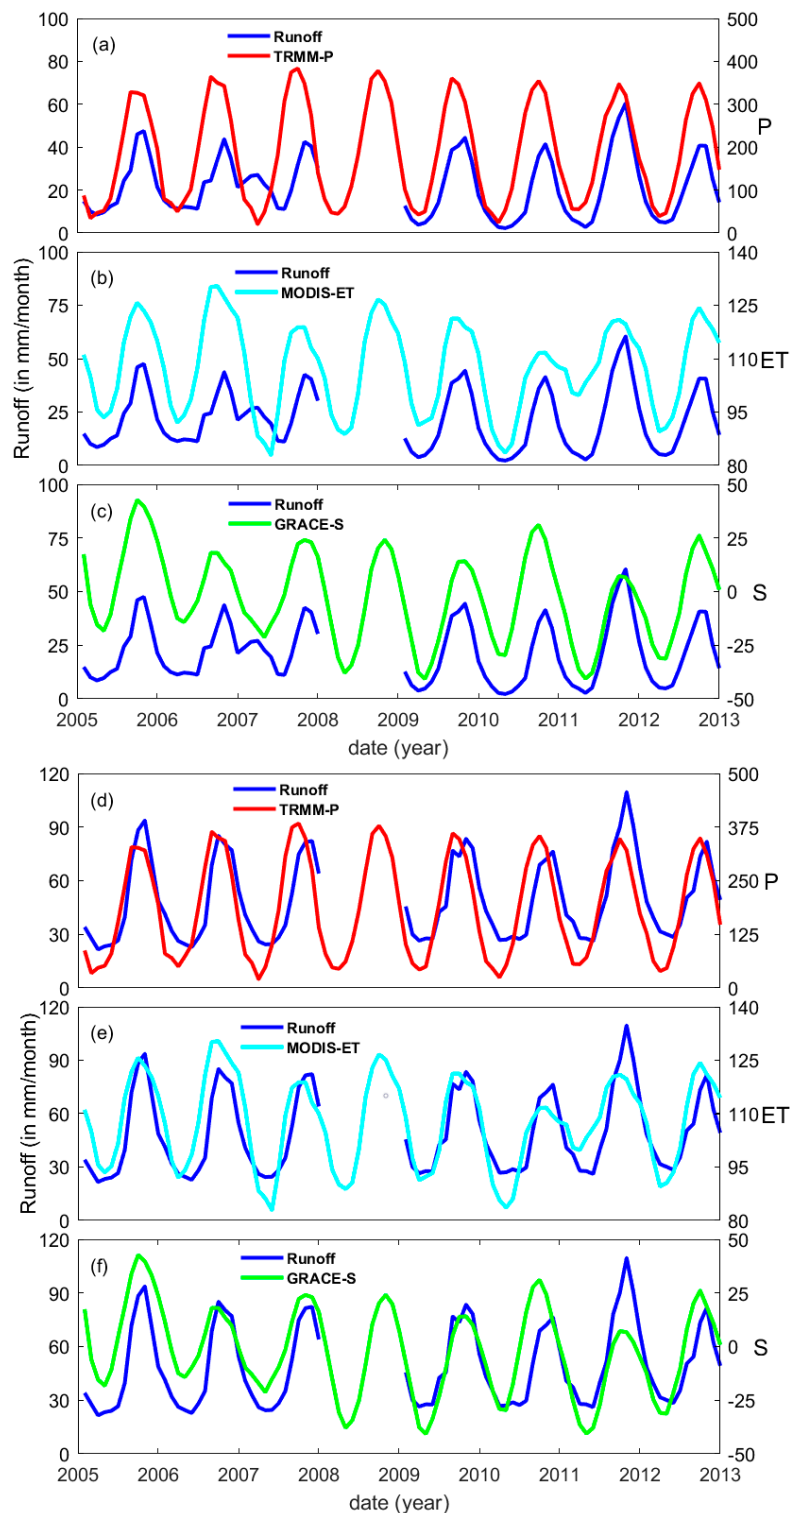 (a)
Runoff
TRMM-P
100
80
60
40
20
0
500
400
300
200
100
0
P
(b)
Runoff
MODIS-ET
100
75
50
25
0
140
125
110
95
80
ET
Runoff (in mm/month)
(c)
Runoff
GRACE-S
100
75
50
25
0
50
25
0
-25
-50
S
2005 2006 2007 2008 2009 2010 2011 2012 2013
date (year)
(d)
Runoff
TRMM-P
120
90
60
30
0
500
375
250
125
0
P
(e)
Runoff
MODIS-ET
120
90
60
30
0
140
125
110
95
80
ET
Runoff (in mm/month)
(f)
Runoff
GRACE-S
120
90
60
30
0
50
25
0
-25
-50
S
2005 2006 2007 2008 2009 2010 2011 2012 2013
date (year)